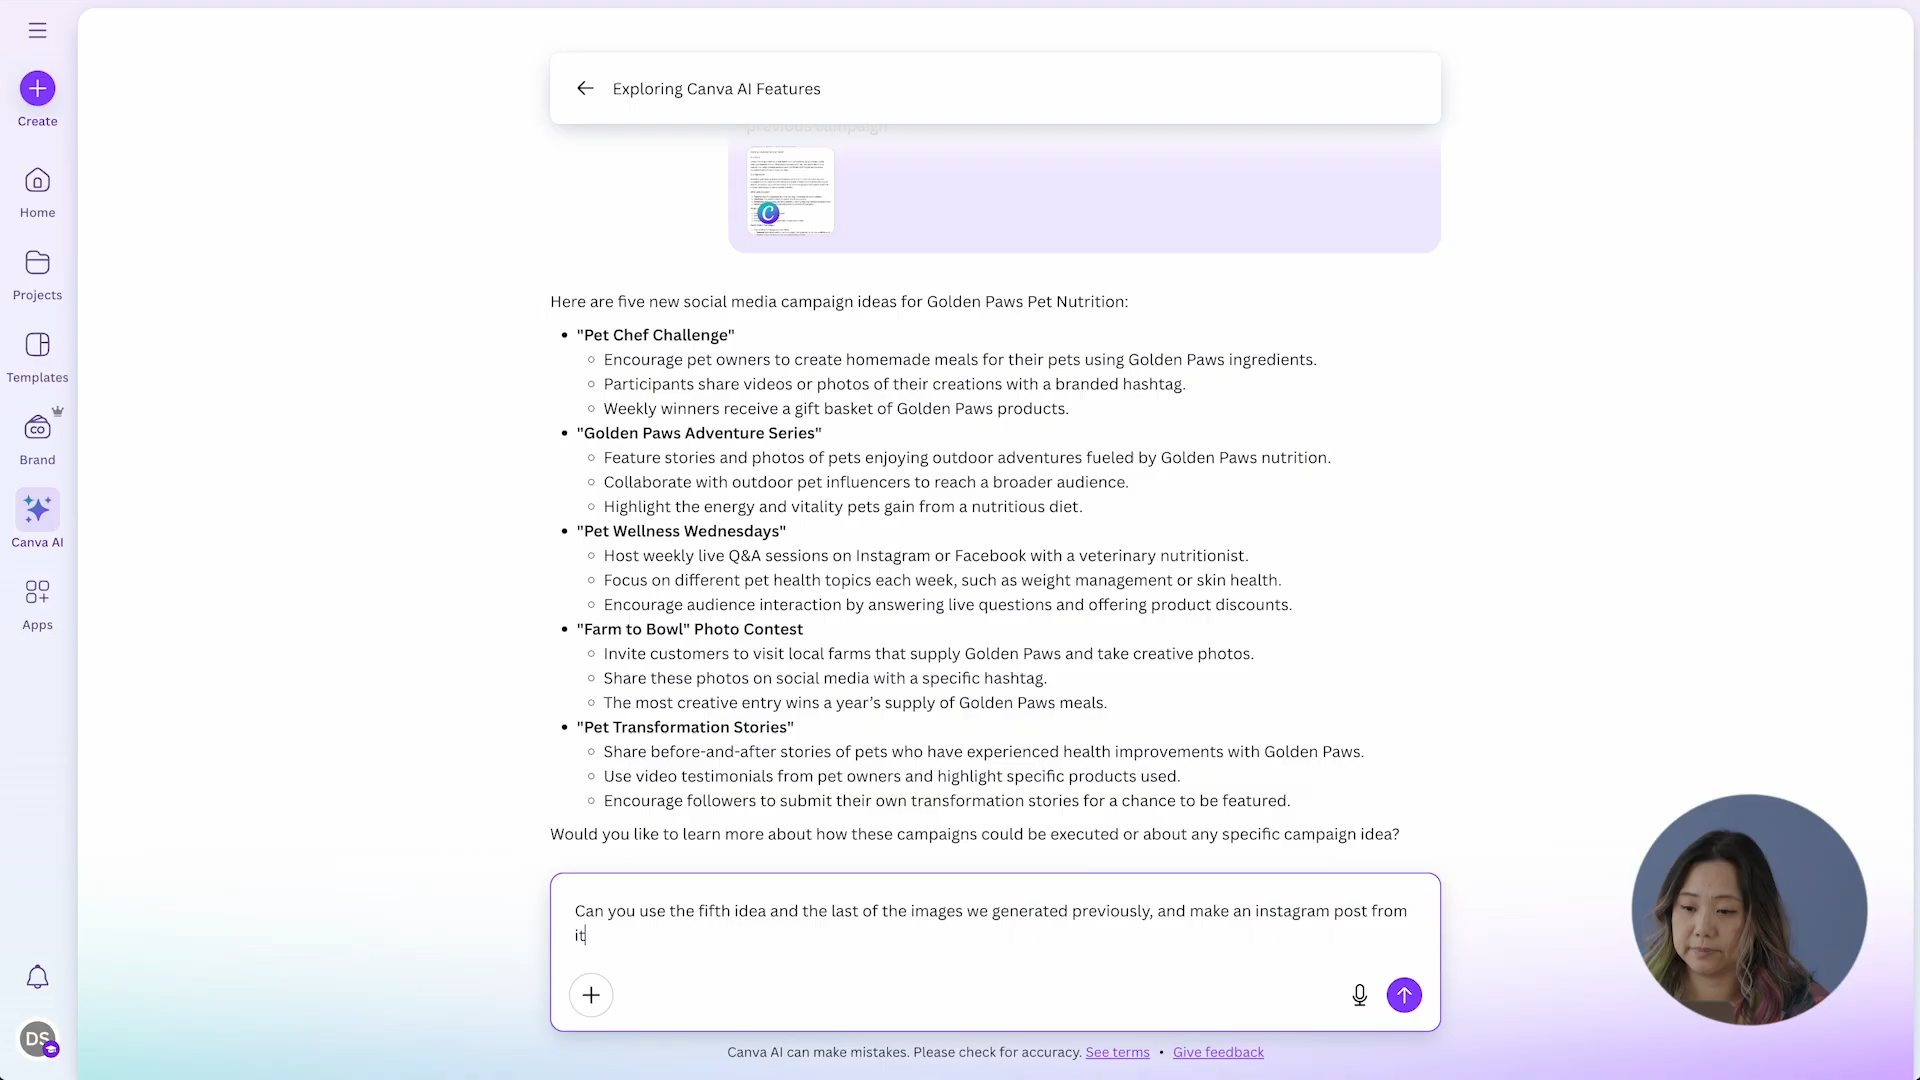 Create
Home
Projects
Templates
CO
Brand
Canva AI
Apps
DS
Exploring Canva AI Features
previous campaign
Here are five new social media campaign ideas for Golden Paws Pet Nutrition:
• "Pet Chef Challenge"
○ Encourage pet owners to create homemade meals for their pets using Golden Paws ingredients.
○ Participants share videos or photos of their creations with a branded hashtag.
○ Weekly winners receive a gift basket of Golden Paws products.
• "Golden Paws Adventure Series"
○ Feature stories and photos of pets enjoying outdoor adventures fueled by Golden Paws nutrition.
○ Collaborate with outdoor pet influencers to reach a broader audience.
○ Highlight the energy and vitality pets gain from a nutritious diet.
• "Pet Wellness Wednesdays"
○ Host weekly live Q&A sessions on Instagram or Facebook with a veterinary nutritionist.
○ Focus on different pet health topics each week, such as weight management or skin health.
○ Encourage audience interaction by answering live questions and offering product discounts.
• "Farm to Bowl" Photo Contest
○ Invite customers to visit local farms that supply Golden Paws and take creative photos.
○ Share these photos on social media with a specific hashtag.
○ The most creative entry wins a year’s supply of Golden Paws meals.
• "Pet Transformation Stories"
○ Share before-and-after stories of pets who have experienced health improvements with Golden Paws.
○ Use video testimonials from pet owners and highlight specific products used.
○ Encourage followers to submit their own transformation stories for a chance to be featured.
Would you like to learn more about how these campaigns could be executed or about any specific campaign idea?
Can you use the fifth idea and the last of the images we generated previously, and make an instagram post from
it
Canva AI can make mistakes. Please check for accuracy. See terms • Give feedback